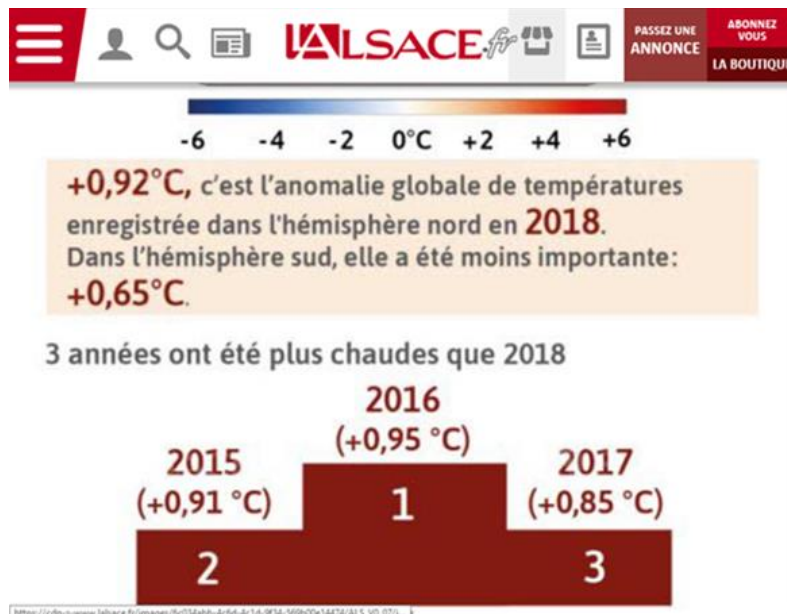 L'ALSACE.fr
PASSEZ UNE
ANNONCE
ABONNEZ
VOUS
LA BOUTIQU
-6 -4 -2 0°C +2 +4 +6
+0,92°C, c'est l'anomalie globale de températures
enregistrée dans l'hémisphère nord en 2018.
Dans l'hémisphère sud, elle a été moins importante:
+0,65°C.
3 années ont été plus chaudes que 2018
2016
(+0,95 °C)
2015
(+0,91 °C)
2017
(+0,85 °C)
1
2
3